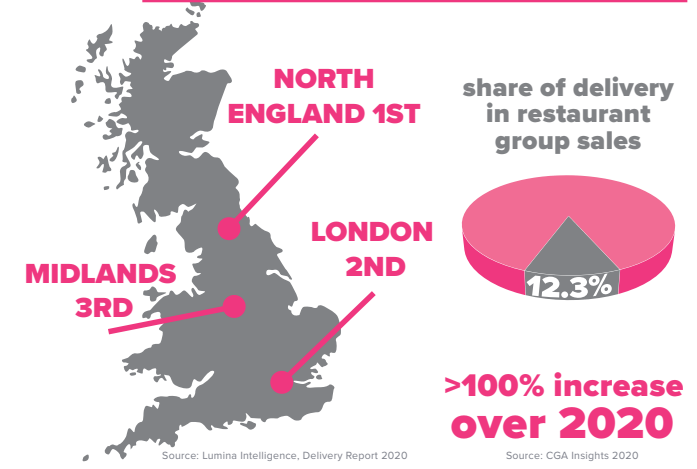 NORTH
ENGLAND 1ST
LONDON
2ND
MIDLANDS
3RD
Source: Lumina Intelligence, Delivery Report 2020
share of delivery
in restaurant
group sales
12.3%
>100% increase
over 2020
Source: CGA Insights 2020